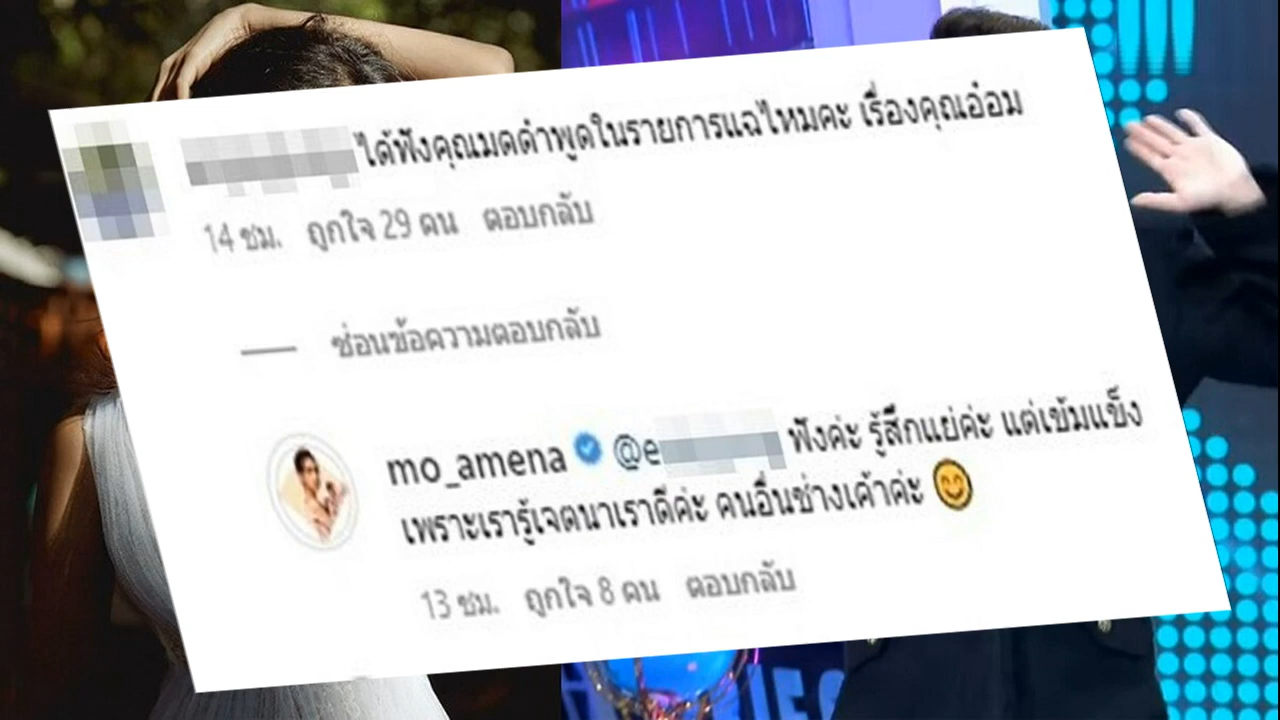 ได้ฟังคุณมดดำพูดในรายการแฉไหมคะ เรื่องคุณอ๋อม
14 ชม. ถูกใจ 29 คน ตอบกลับ
ซ่อนข้อความตอบกลับ
mo_amena @e ฟังค่ะ รู้สึกแย่ค่ะ แต่เข้มแข็ง
เพราะเรารู้เจตนาเราดีค่ะ คนอื่นช่างเค้าค่ะ 😊
13 ชม. ถูกใจ 8 คน ตอบกลับ